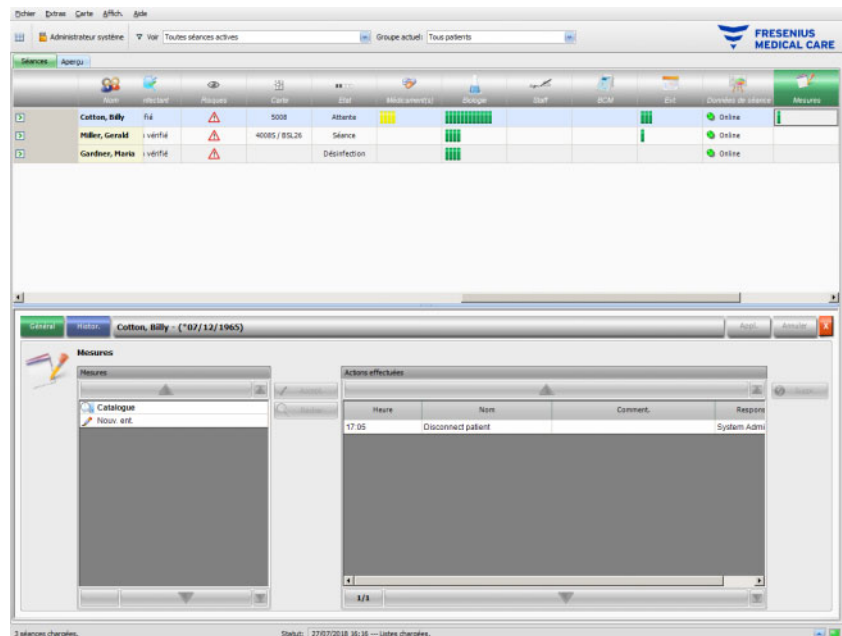 Fichier Extras Carte Affich. Aide
Administrateur système Voir Toutes séances actives Groupe actuel: Tous patients
FRESENIUS
MEDICAL CARE
Séances Aperçu
Nom Plaques Carte Etat Médicament(s) Biologie Staff BCM Evt Données de séance Mesures
Cotton, Billy fié 5008 Attente Online
Miller, Gerald vérifié 4008S / BSL26 Séance Online
Gardner, Maria vérifié Désinfection Online
Général Histor. Cotton, Billy - (*07/12/1965) Appl. Annuler
Mesures
Mesures Actions effectuées
Catalogue Heure Nom Comment. Respons
Nouv. ent. 17:05 Disconnect patient System Admi
1/1
3 séances chargées. Statut: 27/07/2018 16:16 — Listes chargées.